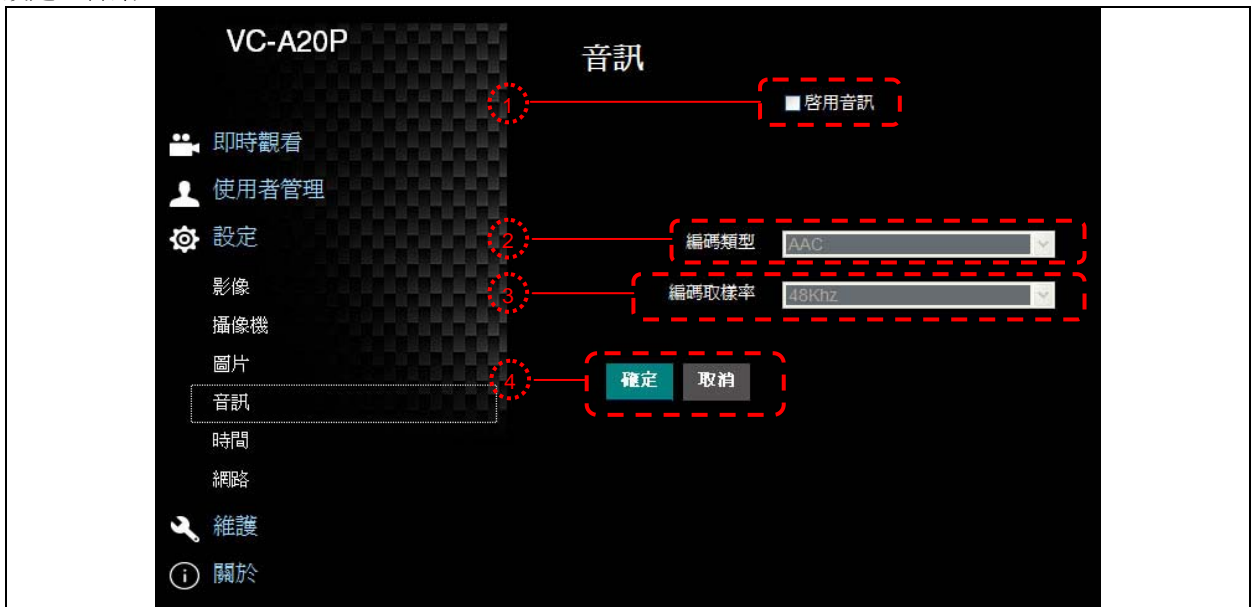 VC-A20P
音訊
1
啓用音訊
即時觀看
使用者管理
設定
2
編碼類型
AAC
影像
3
編碼取樣率
48Khz
攝像機
圖片
4
確定
取消
音訊
時間
網路
維護
關於